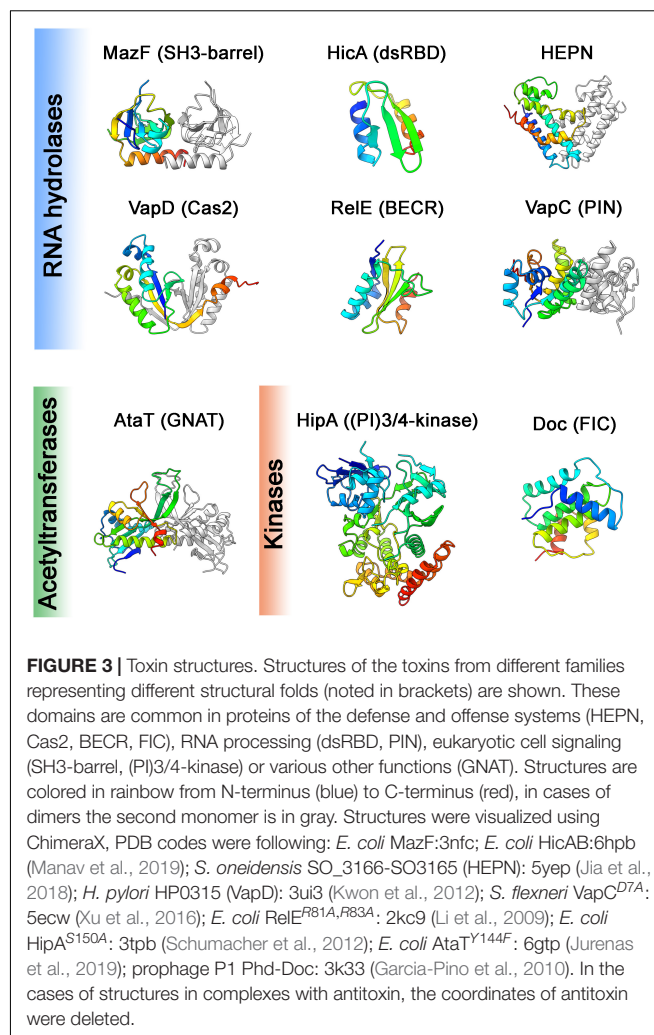 RNA hydrolases
MazF (SH3-barrel)
HicA (dsRBD)
HEPN
VapD (Cas2)
RelE (BECR)
VapC (PIN)
Acetyltransferases
AtaT (GNAT)
Kinases
HipA ((PI)3/4-kinase)
Doc (FIC)
FIGURE 3 | Toxin structures. Structures of the toxins from different families
representing different structural folds (noted in brackets) are shown. These
domains are common in proteins of the defense and offense systems (HEPN,
Cas2, BECR, FIC), RNA processing (dsRBD, PIN), eukaryotic cell signaling
(SH3-barrel, (PI)3/4-kinase) or various other functions (GNAT). Structures are
colored in rainbow from N-terminus (blue) to C-terminus (red), in cases of
dimers the second monomer is in gray. Structures were visualized using
ChimeraX, PDB codes were following: E. coli MazF:3nfc; E. coli HicAB:6hpb
(Manav et al., 2019); S. oneidensis SO_3166-SO3165 (HEPN): 5yep (Jia et al.,
2018); H. pylori HP0315 (VapD): 3ui3 (Kwon et al., 2012); S. flexneri VapC^D7A:
5ecw (Xu et al., 2016); E. coli RelE^R81A,R83A: 2kc9 (Li et al., 2009); E. coli
HipA^S150A: 3tpb (Schumacher et al., 2012); E. coli AtaT^Y144F: 6gtp (Jurenas
et al., 2019); prophage P1 Phd-Doc: 3k33 (Garcia-Pino et al., 2010). In the
cases of structures in complexes with antitoxin, the coordinates of antitoxin
were deleted.